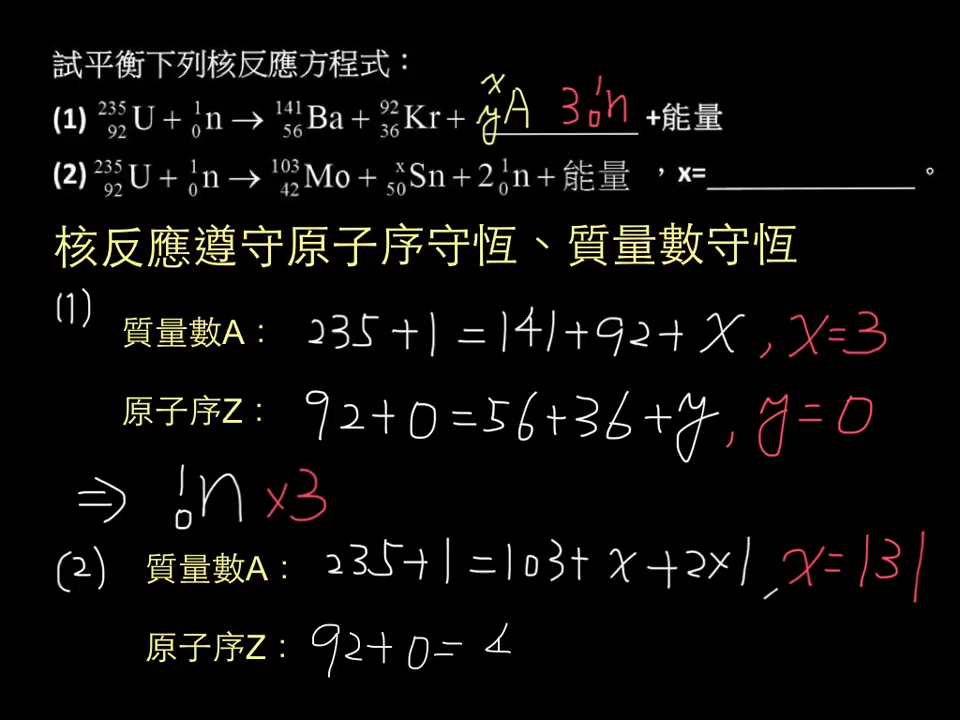 試平衡下列核反應方程式：
(1) ²³⁵₉₂U + ¹₀n → ¹⁴¹₅₆Ba + ⁹²₃₆Kr + ˣᵧA 3¹₀n +能量
(2) ²³⁵₉₂U + ¹₀n → ¹⁰³₄₂Mo + ˣ₅₀Sn + 2¹₀n + 能量 ，x=__________。
核反應遵守原子序守恆、質量數守恆
(1)
質量數A： 235+1=141+92+x, x=3
原子序Z： 92+0=56+36+y, y=0
⇒ ¹₀n ×3
(2) 質量數A： 235+1=103+x+2×1, x=131
原子序Z： 92+0=4